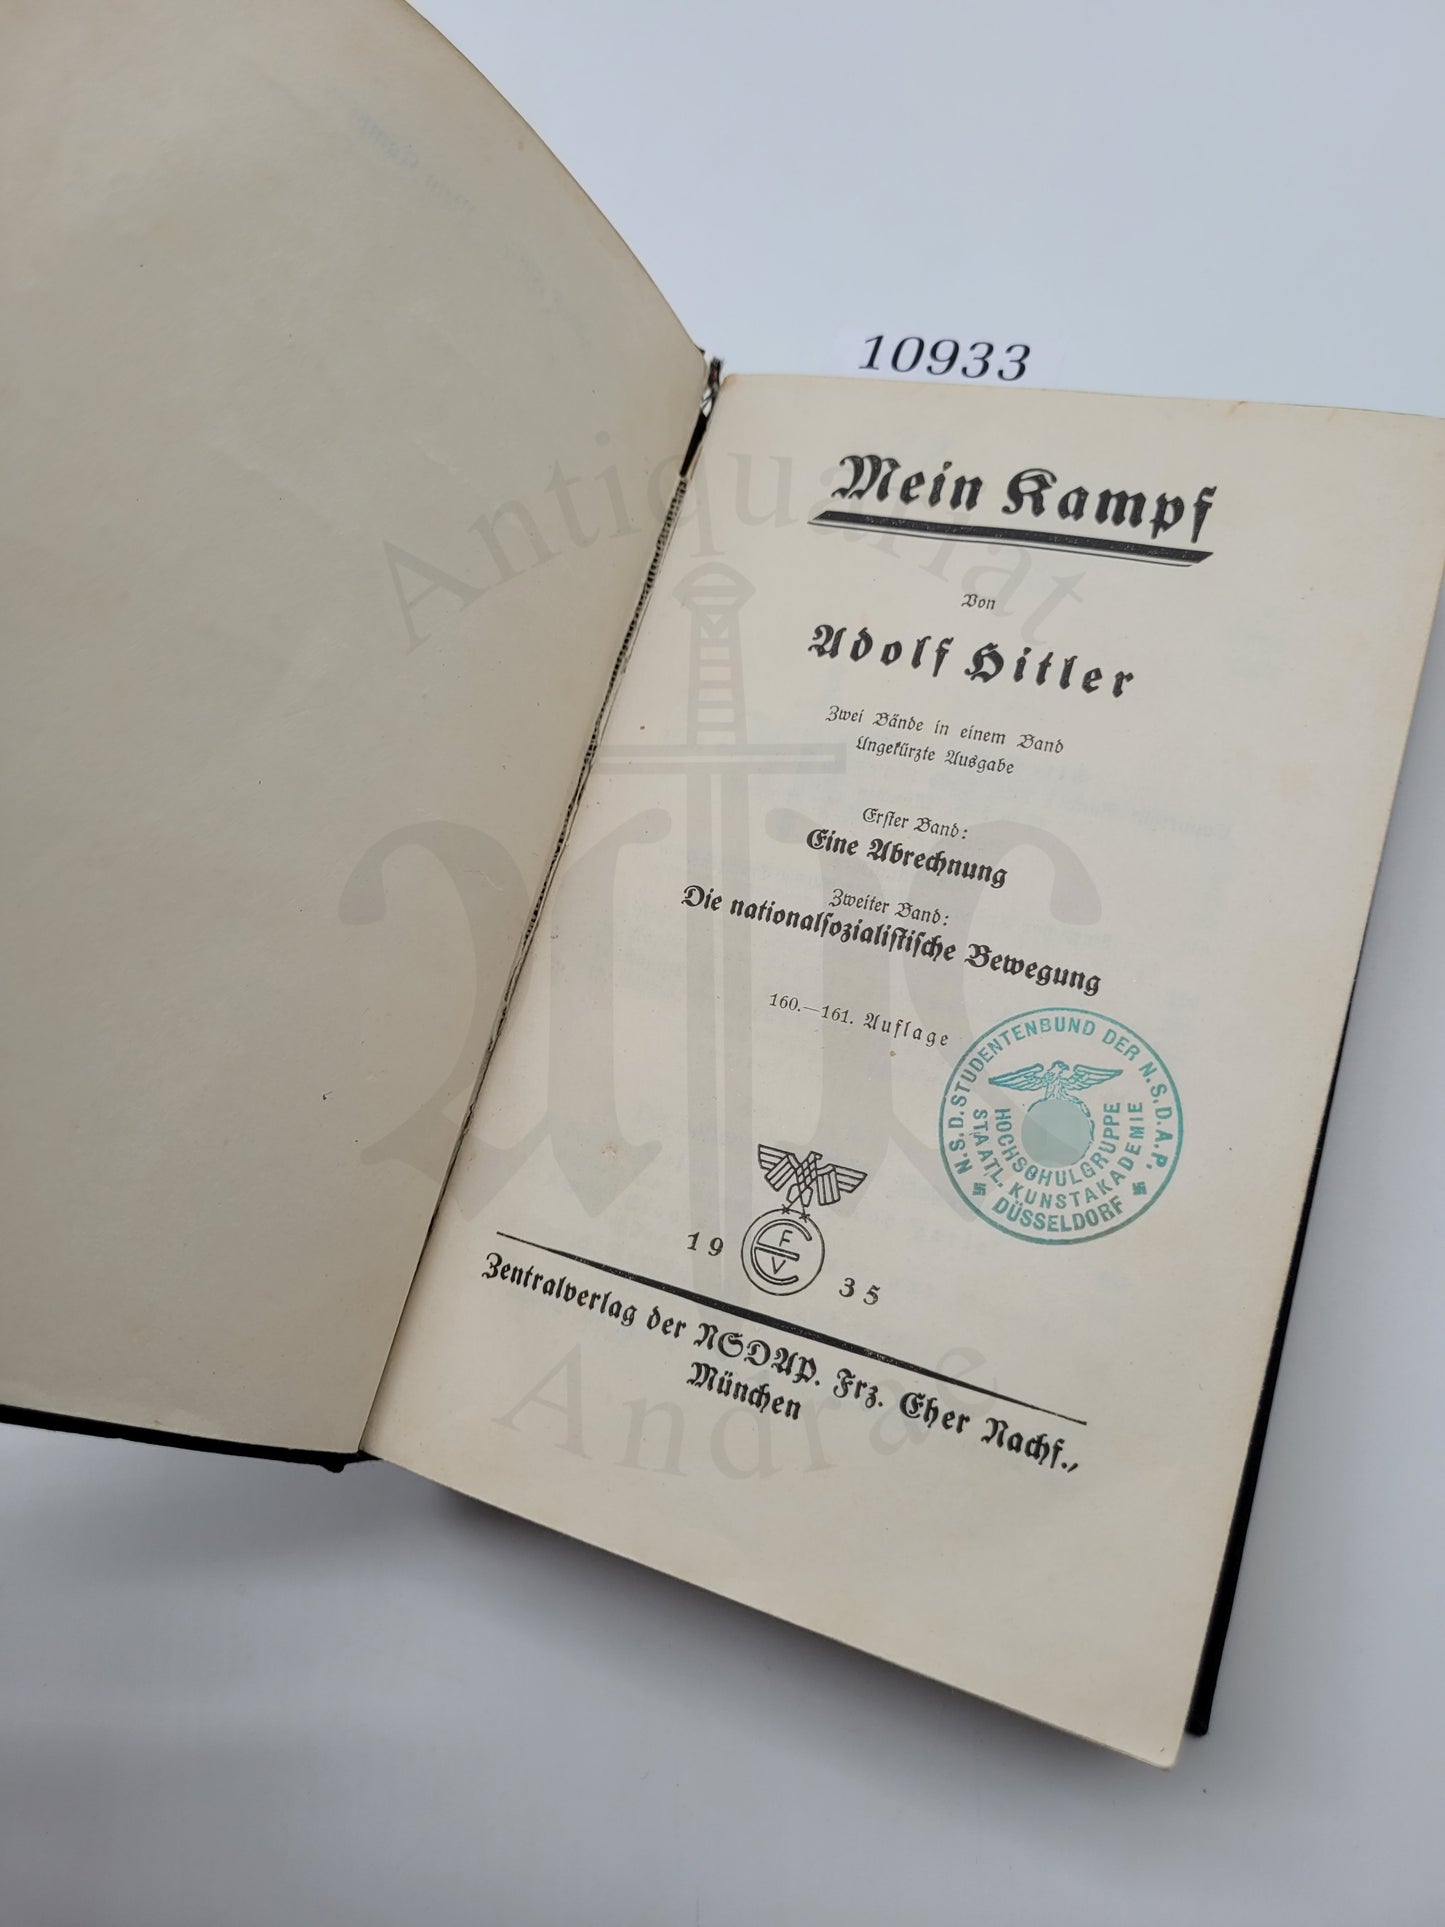 10933
Mein Kampf
Von
Adolf Hitler
Zwei Bände in einem Band
Ungekürzte Ausgabe
Erster Band:
Eine Abrechnung
Zweiter Band:
Die nationalsozialistische Bewegung
160.—161. Auflage
N.S.D. STUDENTENBUND DER N.S.D.A.P.
HOCHSCHULGRUPPE
STAATL. KUNSTAKADEMIE
DÜSSELDORF
F
E
V
19 35
Zentralverlag der NSDAP. Frz. Eher Nachf.,
München
Antiquariat
Andrae